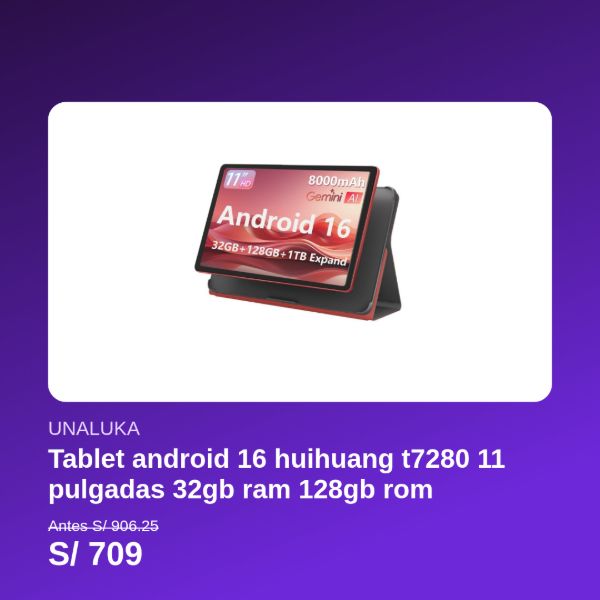 11" HD
8000mAh
Gemini AI
Android 16
32GB+128GB+1TB Expand
UNALUKA
Tablet android 16 huihuang t7280 11
pulgadas 32gb ram 128gb rom
Antes S/ 906.25
S/ 709